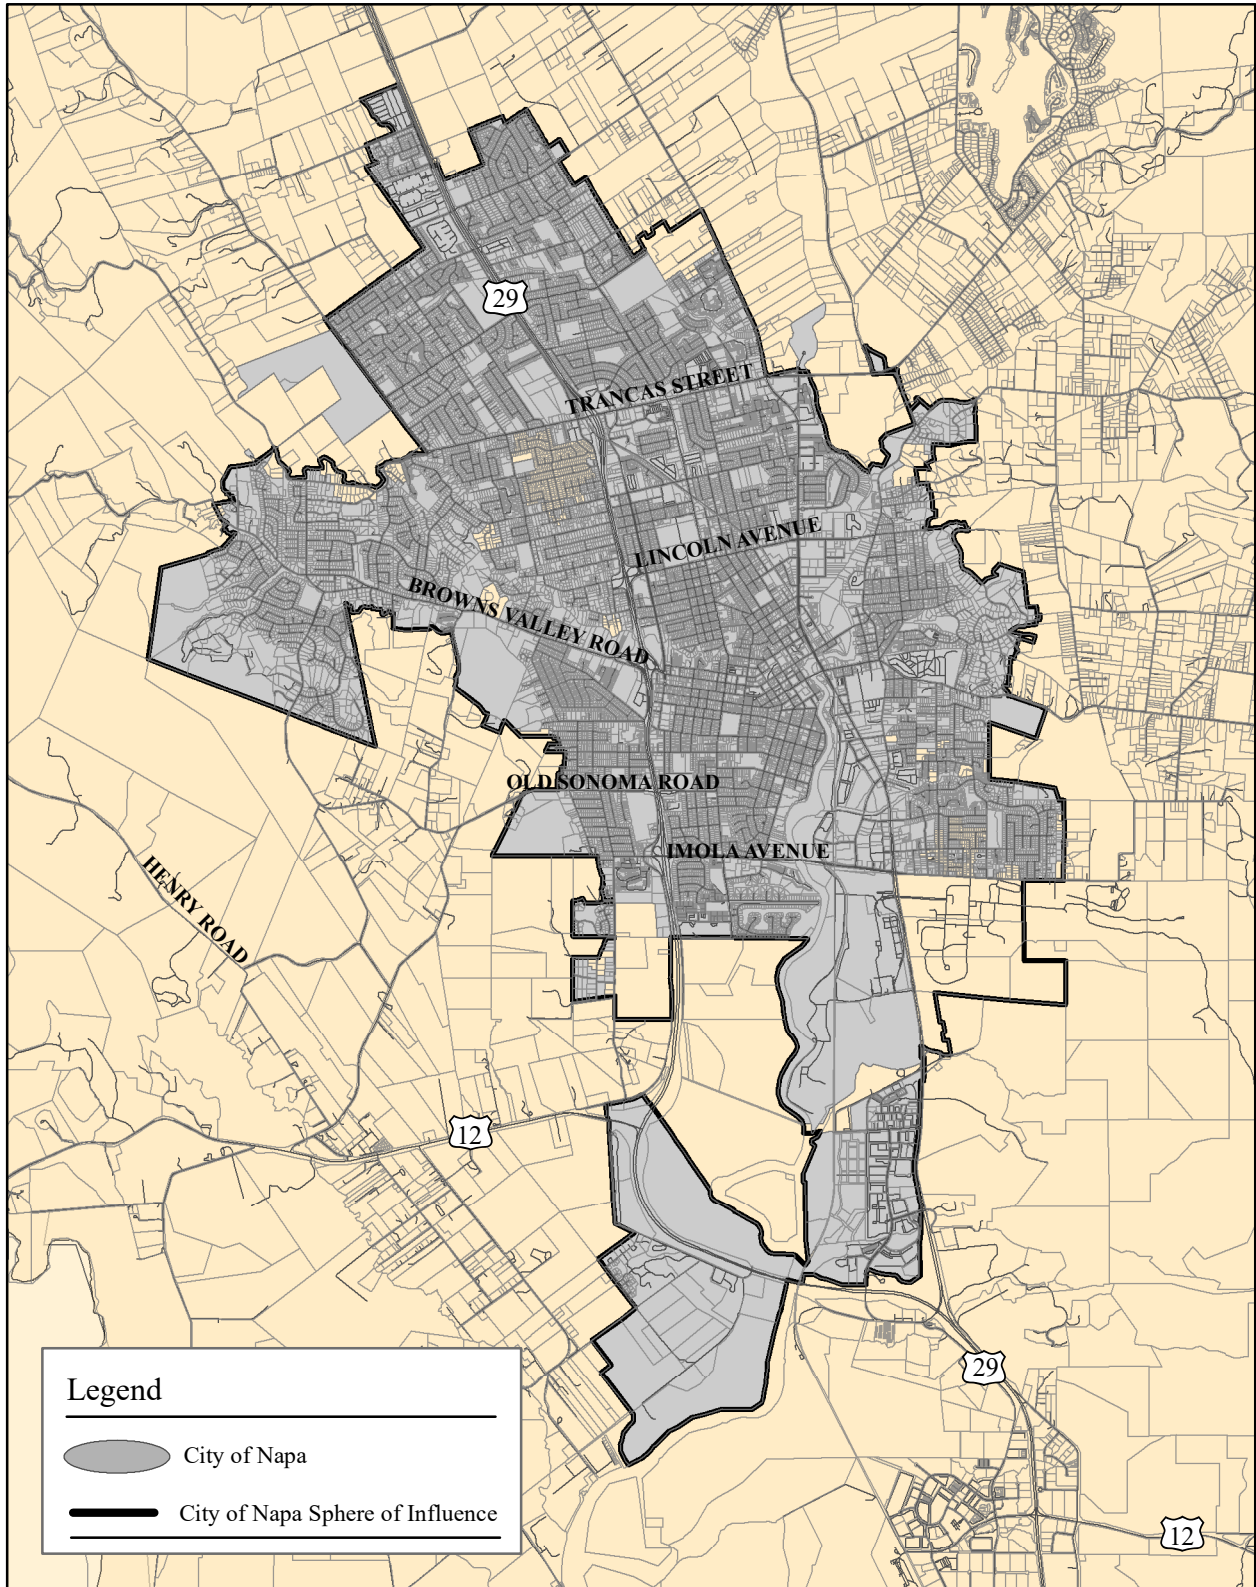 29
TRANCAS STREET
LINCOLN AVENUE
BROWNS VALLEY ROAD
OLD SONOMA ROAD
IMOLA AVENUE
HENRY ROAD
12
29
Legend
City of Napa
City of Napa Sphere of Influence
12